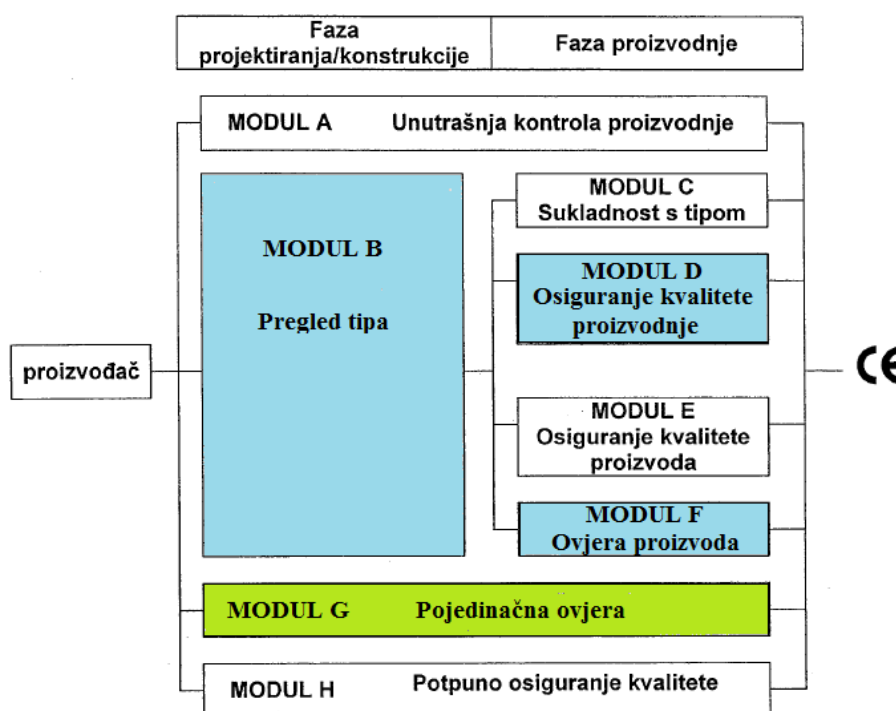 Faza
projektiranja/konstrukcije
Faza proizvodnje
MODUL A Unutrašnja kontrola proizvodnje
MODUL B
Pregled tipa
MODUL C
Sukladnost s tipom
MODUL D
Osiguranje kvalitete
proizvodnje
proizvođač
CE
MODUL E
Osiguranje kvalitete
proizvoda
MODUL F
Ovjera proizvoda
MODUL G Pojedinačna ovjera
MODUL H Potpuno osiguranje kvalitete